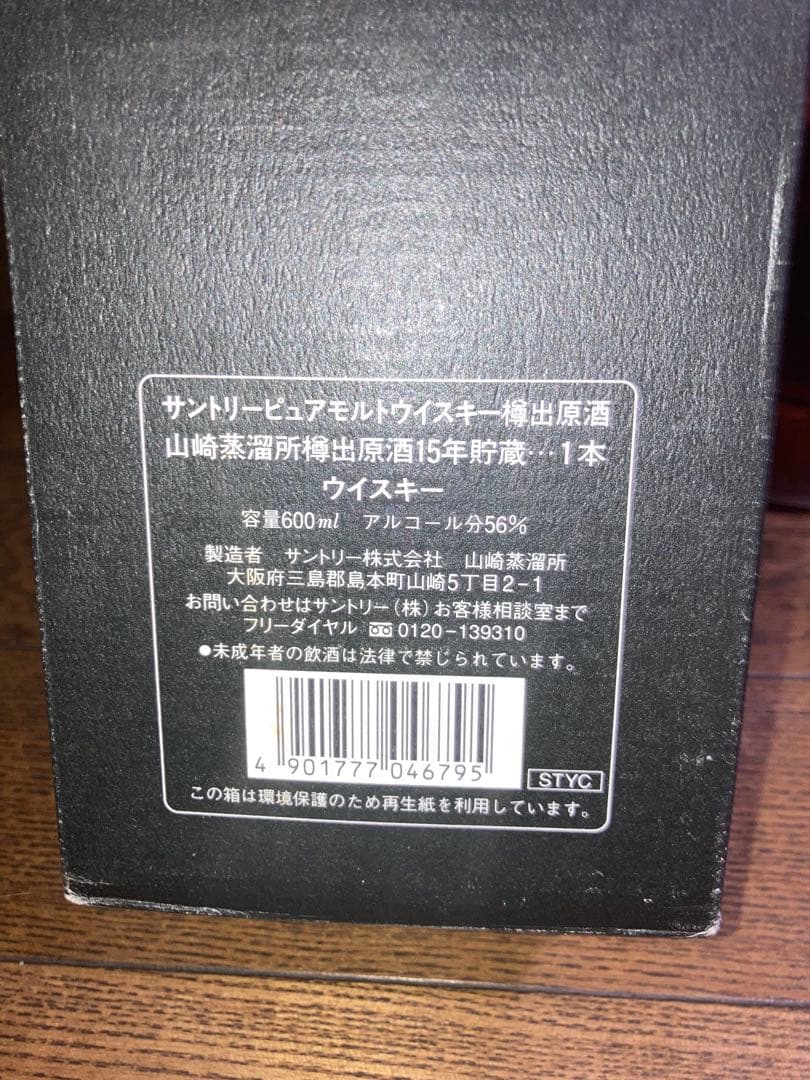 サントリーピュアモルトウイスキー樽出原酒
山崎蒸溜所樽出原酒15年貯蔵…1本
ウイスキー
容量600ml アルコール分56%
製造者 サントリー株式会社 山崎蒸溜所
大阪府三島郡島本町山崎5丁目2-1
お問い合わせはサントリー(株)お客様相談室まで
フリーダイヤル 0120-139310
●未成年者の飲酒は法律で禁じられています。
4 901777 046795
STYC
この箱は環境保護のため再生紙を利用しています。